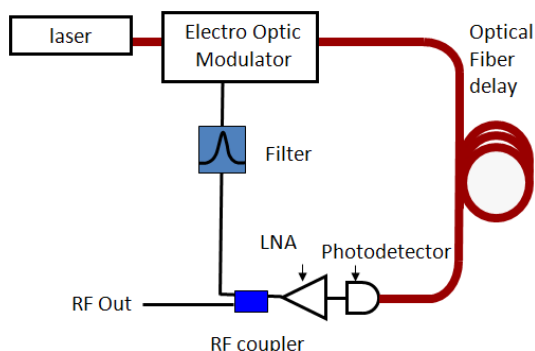 laser
Electro Optic
Modulator
Optical
Fiber
delay
Filter
LNA
Photodetector
RF Out
RF coupler